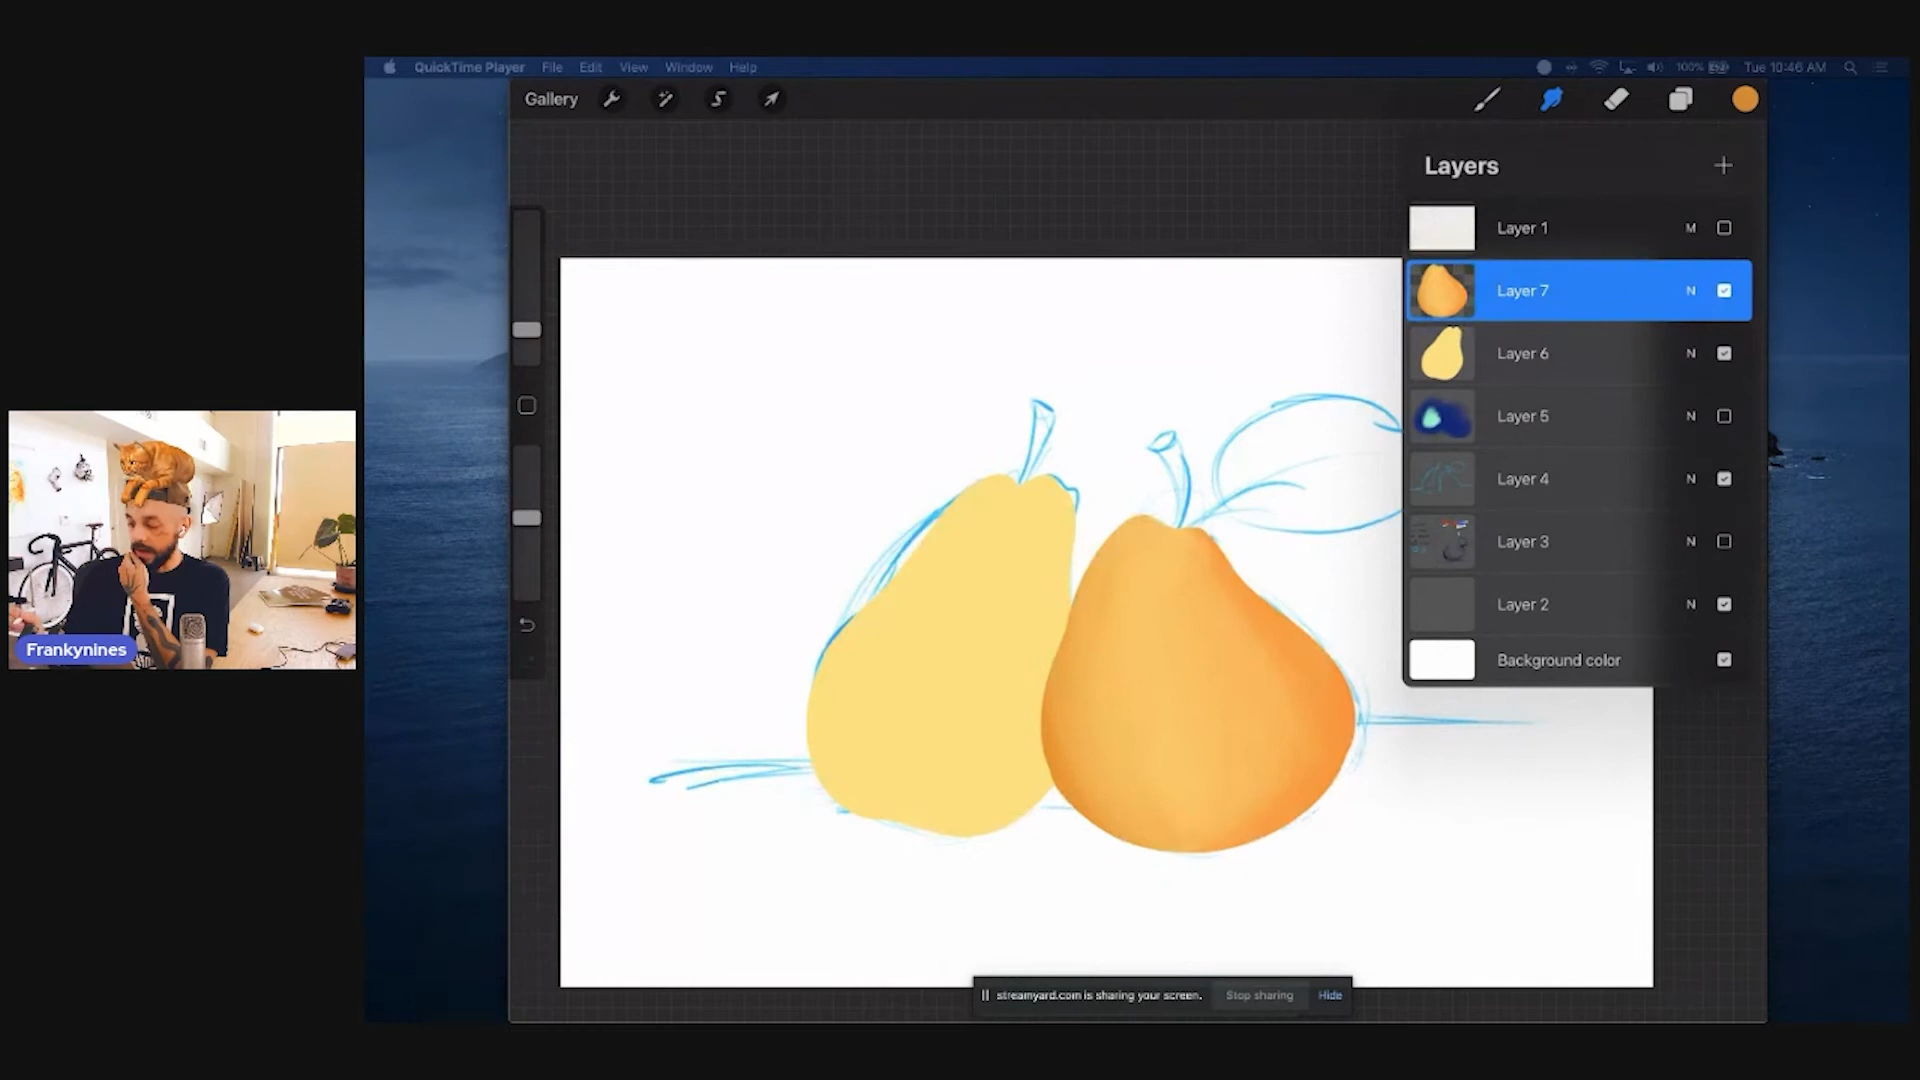 QuickTime Player File Edit View Window Help 100% Tue 10:46 AM
Gallery
Layers
Layer 1 M
Layer 7 N
Layer 6 N
Layer 5 N
Layer 4 N
Layer 3 N
Layer 2 N
Background color
Frankynines
streamyard.com is sharing your screen. Stop sharing Hide